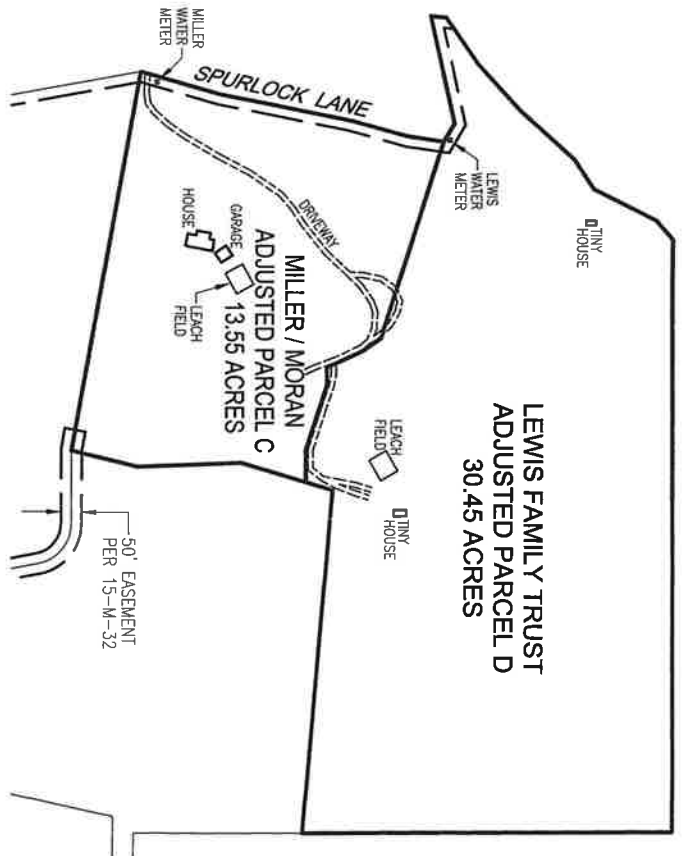 MILLER
WATER
METER
SPURLOCK LANE
LEWIS
WATER
METER
TINY
HOUSE
DRIVEWAY
HOUSE
GARAGE
LEACH
FIELD
MILLER / MORAN
ADJUSTED PARCEL C
13.55 ACRES
LEACH
FIELD
TINY
HOUSE
LEWIS FAMILY TRUST
ADJUSTED PARCEL D
30.45 ACRES
50' EASEMENT
PER 15-M-32